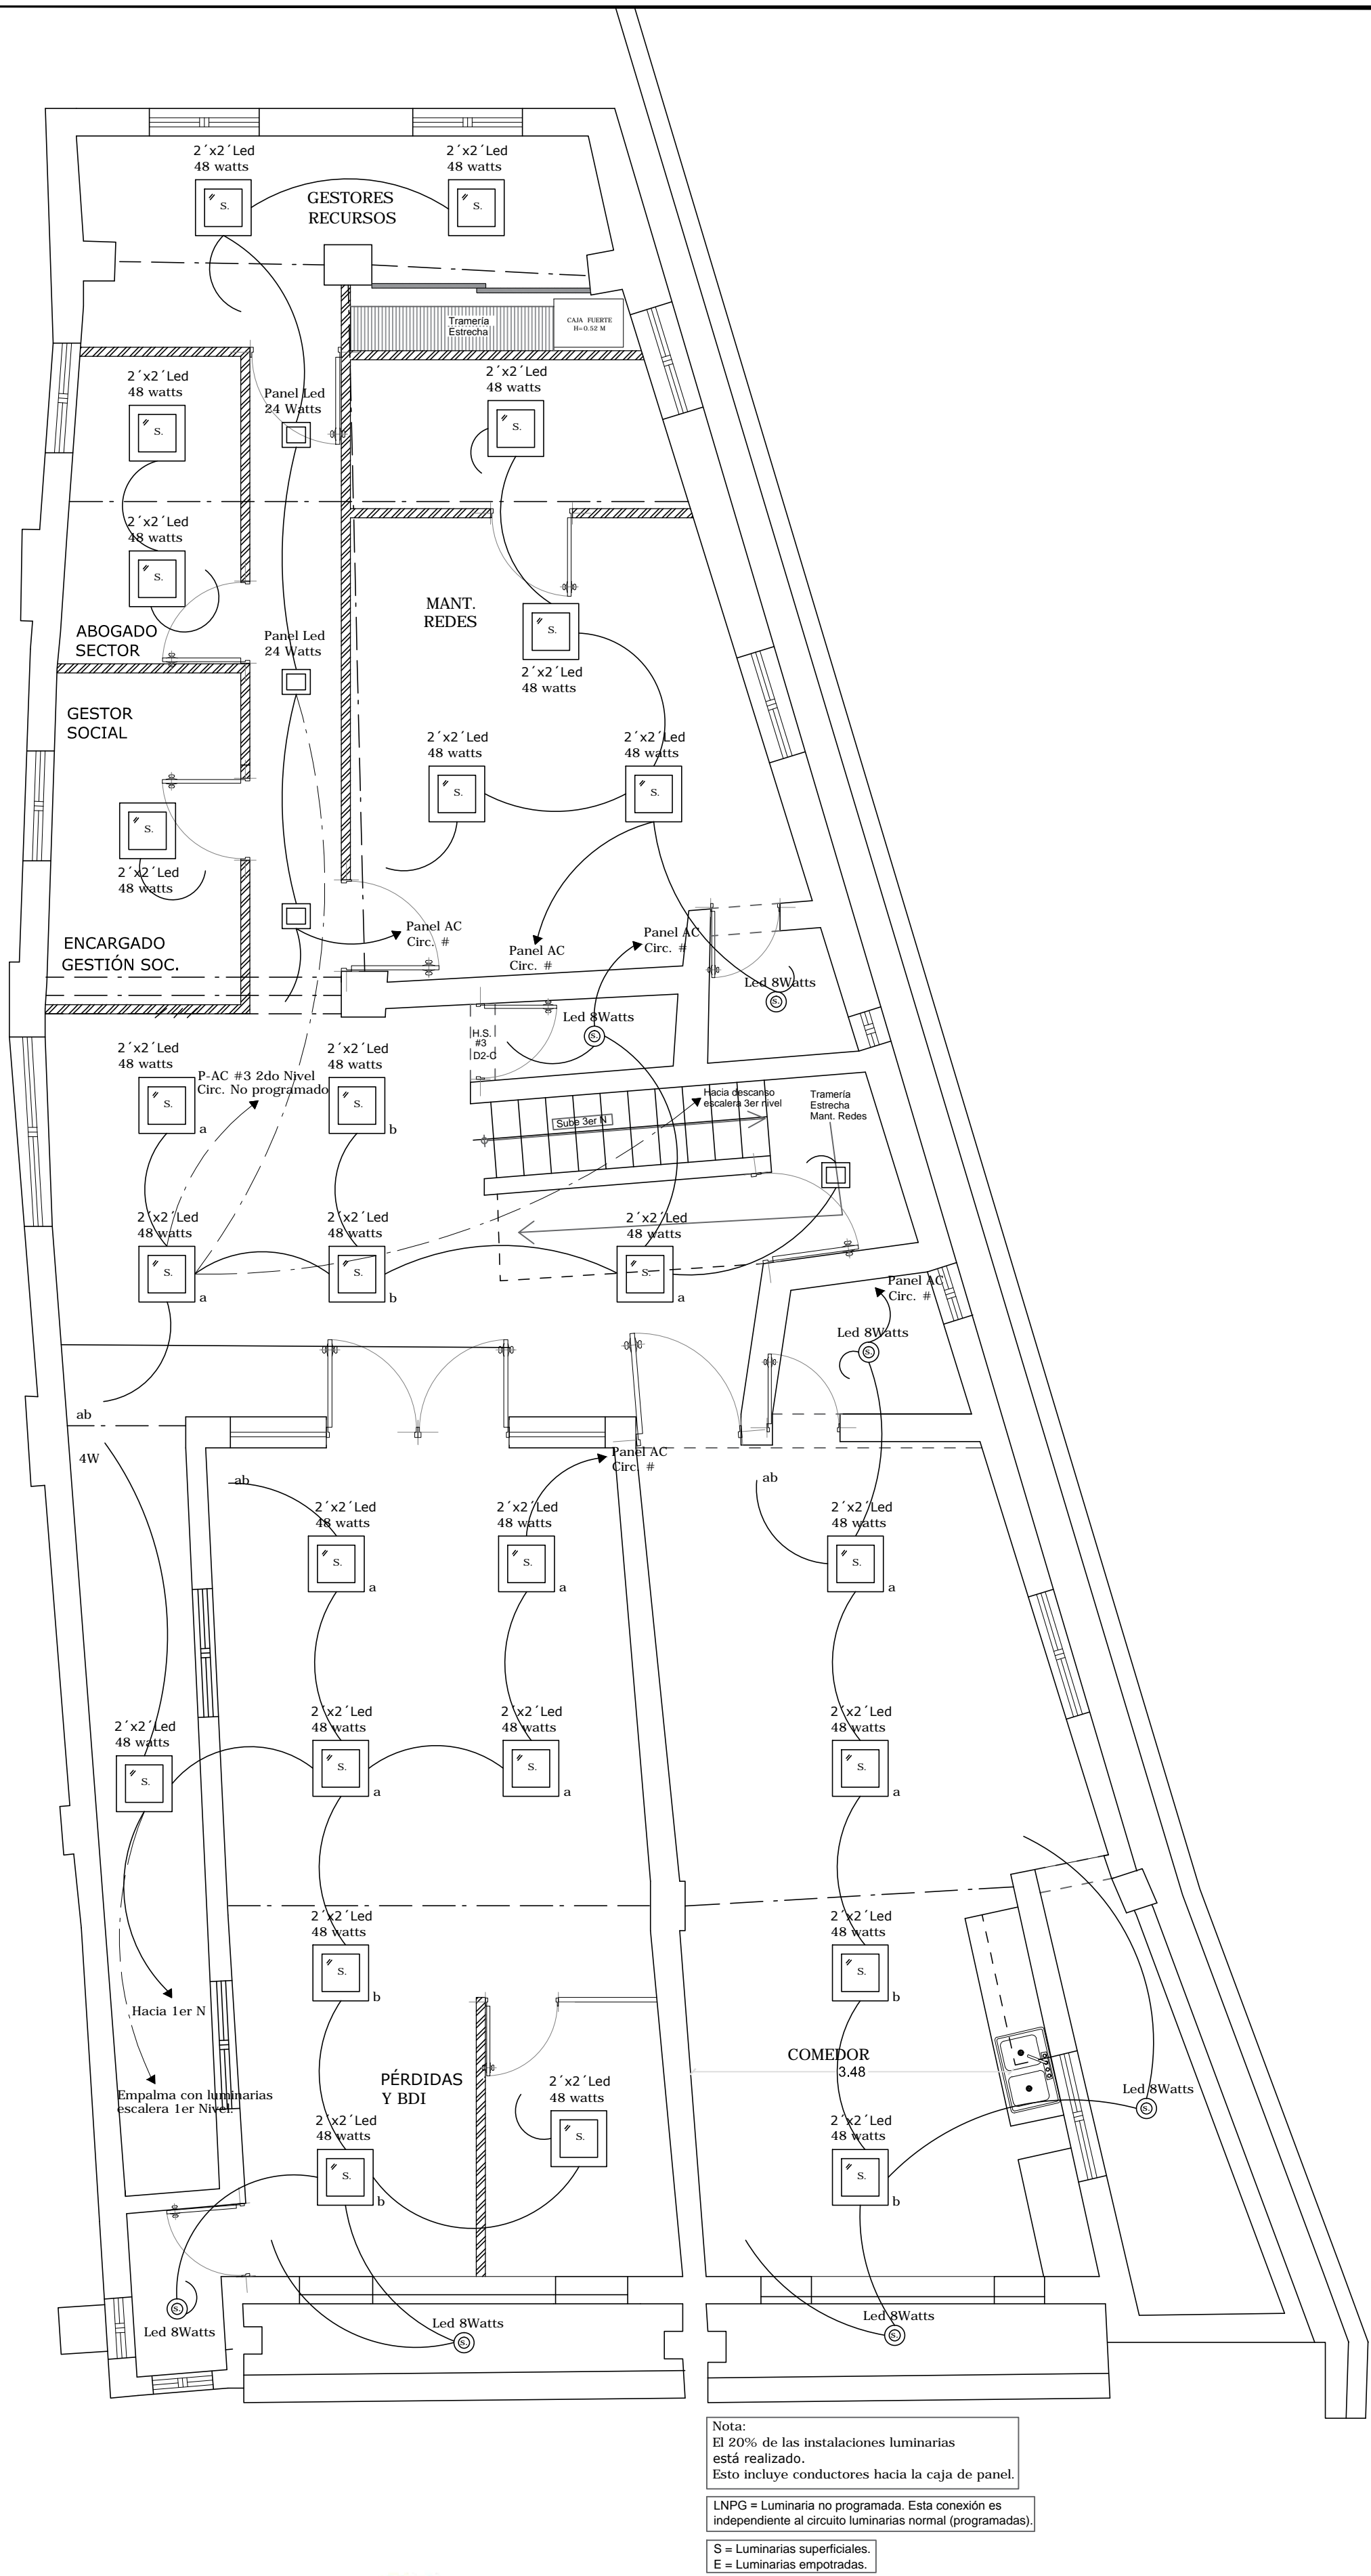 2´x2´Led
48 watts
2´x2´Led
48 watts
S.
S.
GESTORES
RECURSOS
Tramería
Estrecha
CAJA FUERTE
H=0.52 M
2´x2´Led
48 watts
S.
Panel Led
24 Watts
2´x2´Led
48 watts
S.
2´x2´Led
48 watts
S.
ABOGADO
SECTOR
Panel Led
24 Watts
MANT.
REDES
S.
2´x2´Led
48 watts
GESTOR
SOCIAL
2´x2´Led
48 watts
S.
2´x2´Led
48 watts
S.
S.
2´x2´Led
48 watts
ENCARGADO
GESTIÓN SOC.
Panel AC
Circ. #
Panel AC
Circ. #
Panel AC
Circ. #
Led 8Watts
S.
Led 8Watts
S.
H.S.
#3
D2-C
2´x2´Led
48 watts
S.
a
P-AC #3 2do Nivel
Circ. No programado
2´x2´Led
48 watts
S.
b
Sube 3er N
Hacia descanso
escalera 3er nivel
Tramería
Estrecha
Mant. Redes
2´x2´Led
48 watts
S.
a
2´x2´Led
48 watts
S.
b
2´x2´Led
48 watts
S.
a
Panel AC
Circ. #
Led 8Watts
S.
ab
4W
ab
Panel AC
Circ. #
ab
2´x2´Led
48 watts
S.
a
2´x2´Led
48 watts
S.
a
2´x2´Led
48 watts
S.
a
2´x2´Led
48 watts
S.
2´x2´Led
48 watts
S.
a
2´x2´Led
48 watts
S.
a
2´x2´Led
48 watts
S.
a
2´x2´Led
48 watts
S.
b
2´x2´Led
48 watts
S.
b
Hacia 1er N
Empalma con luminarias
escalera 1er Nivel.
PÉRDIDAS
Y BDI
COMEDOR
3.48
2´x2´Led
48 watts
S.
Led 8Watts
S.
2´x2´Led
48 watts
S.
b
2´x2´Led
48 watts
S.
b
S.
Led 8Watts
Led 8Watts
S.
Led 8Watts
S.
Nota:
El 20% de las instalaciones luminarias
está realizado.
Esto incluye conductores hacia la caja de panel.
LNPG = Luminaria no programada. Esta conexión es
independiente al circuito luminarias normal (programadas).
S = Luminarias superficiales.
E = Luminarias empotradas.